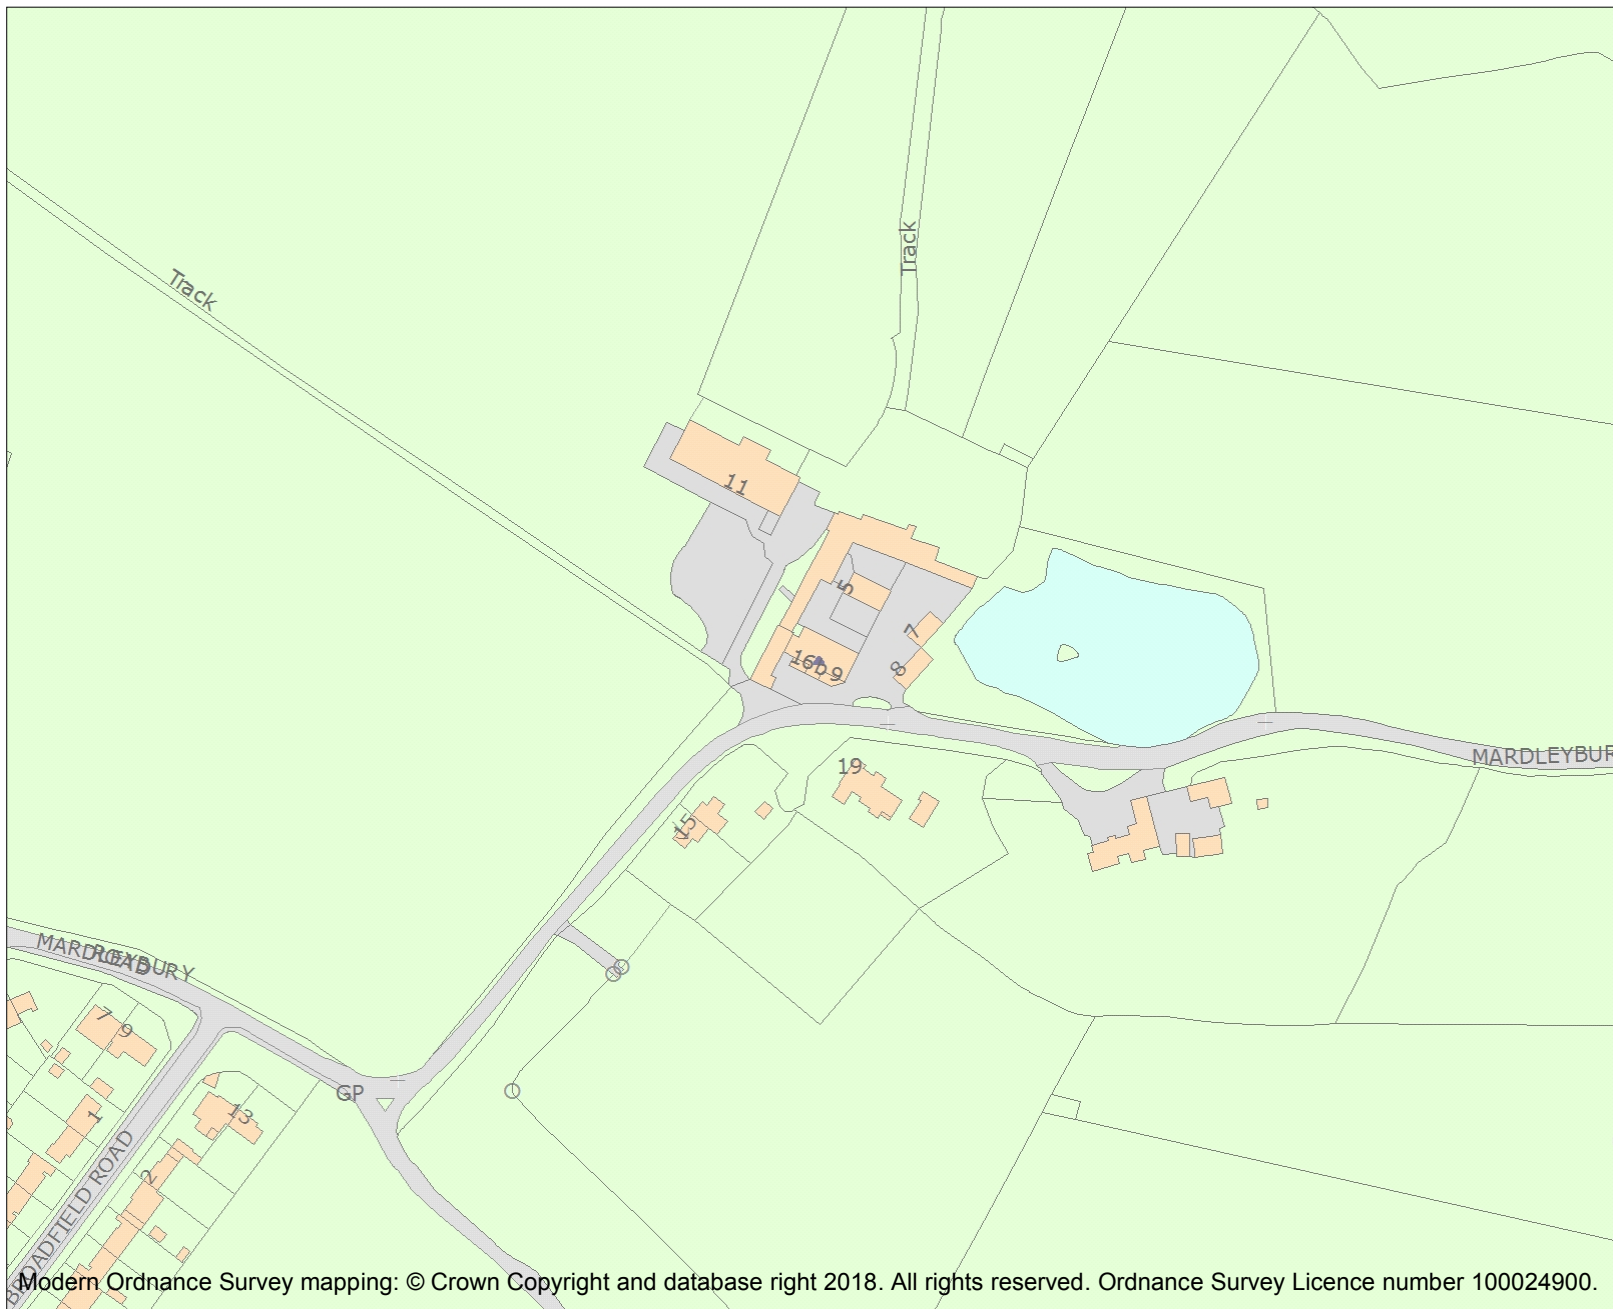 Track
Track
11
5
7
16b 9
8
MARDLEYBUR
19
15
MARDLEYBURY
ROAD
7 9
GP
1
13
2
BROADFIELD ROAD
Modern Ordnance Survey mapping: © Crown Copyright and database right 2018. All rights reserved. Ordnance Survey Licence number 100024900.